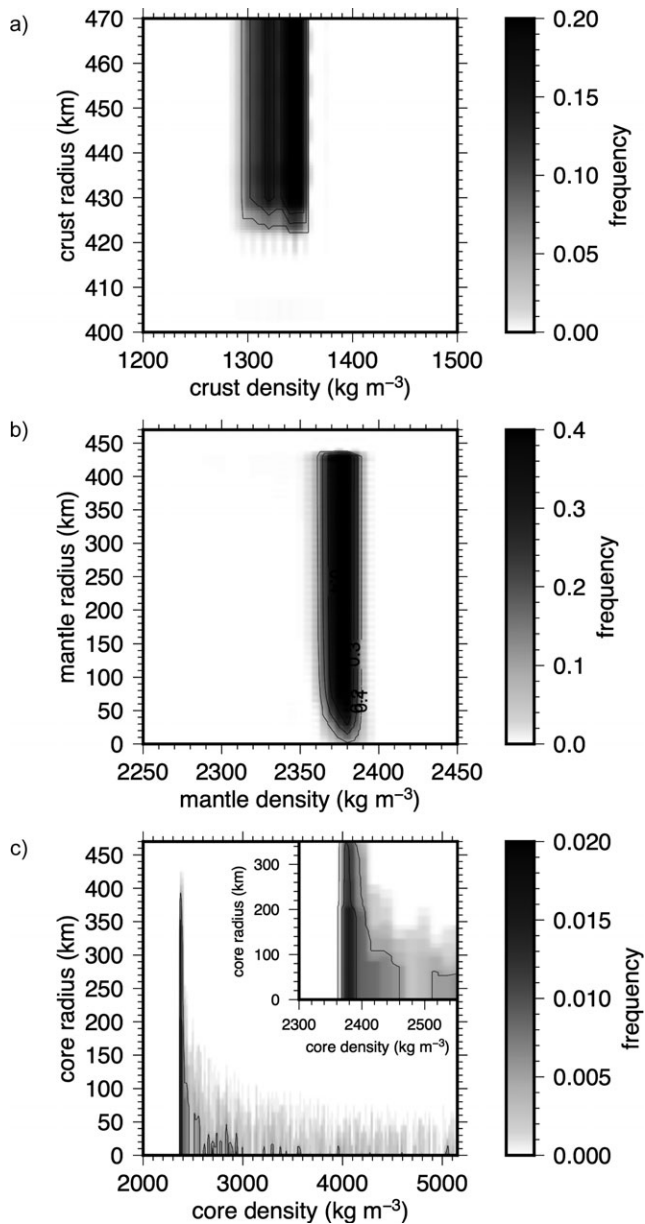 a)
470
460
450
440
430
420
410
400
crust radius (km)
1200 1300 1400 1500
crust density (kg m⁻³)
0.20
0.15
0.10
0.05
0.00
frequency
b)
450
400
350
300
250
200
150
100
50
0
mantle radius (km)
0.3
0.4
2250 2300 2350 2400 2450
mantle density (kg m⁻³)
0.4
0.3
0.2
0.1
0.0
frequency
c)
450
400
350
300
250
200
150
100
50
0
core radius (km)
2000 3000 4000 5000
core density (kg m⁻³)
300
200
100
0
core radius (km)
2300 2400 2500
core density (kg m⁻³)
0.020
0.015
0.010
0.005
0.000
frequency